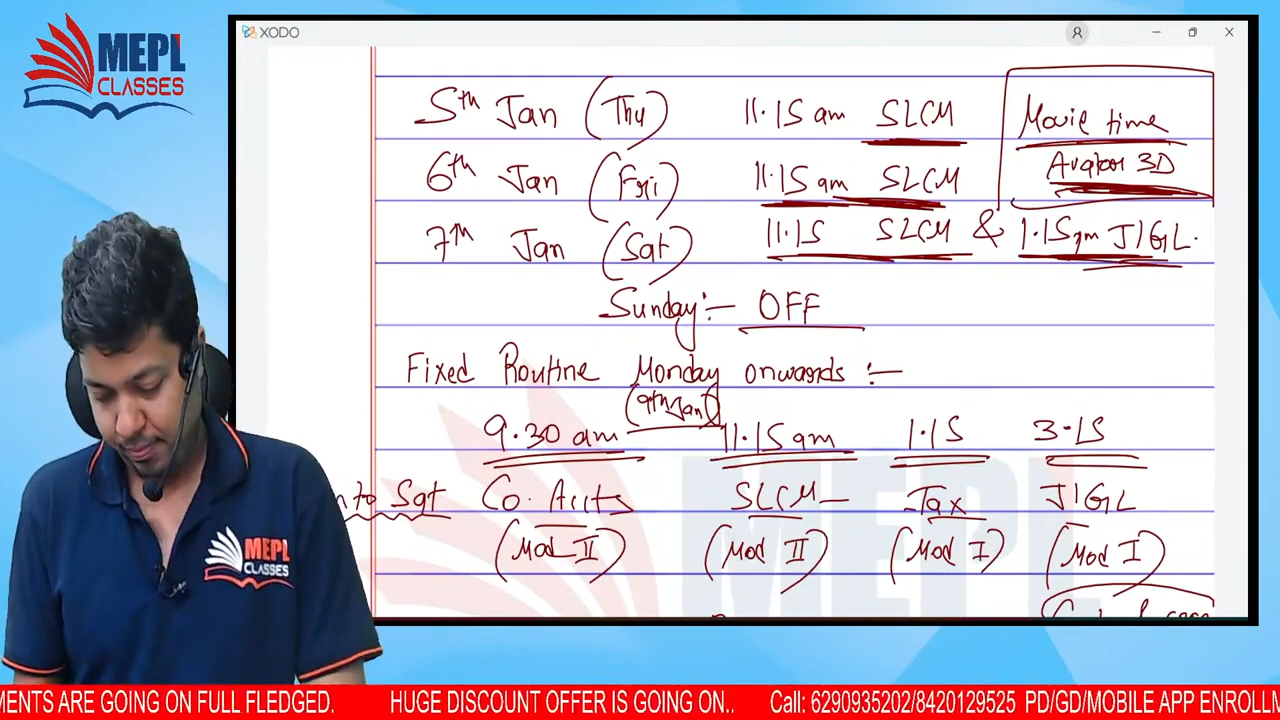 MEPL
CLASSES
XODO
5th Jan (Thu) 11.15 am SLCM
Movie time
Avatar 3D
6th Jan (Fri) 11.15 am SLCM
7th Jan (Sat) 11.15 SLCM & 1.15pm JIGL.
Sunday :- OFF
Fixed Routine Monday onwards :-
(9th Jan)
9.30 am 11.15 am 1.15 3.15
to Sat Co. Accts SLCM Tax JIGL
(Mod II) (Mod II) (Mod I) (Mod I)
MEPL
MEPL
CLASSES
MENTS ARE GOING ON FULL FLEDGED. HUGE DISCOUNT OFFER IS GOING ON.. Call: 6290935202/8420129525 PD/GD/MOBILE APP ENROLLM